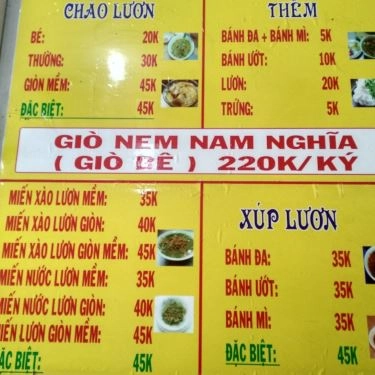 CHÁO LƯƠN
BÉ: 20K
THƯỜNG: 30K
GIÒN MỀM: 45K
ĐẶC BIỆT: 45K
THÊM
BÁNH ĐA + BÁNH MÌ: 5K
BÁNH ƯỚT: 10K
LƯƠN: 20K
TRỨNG: 5K
GIÒ NEM NAM NGHĨA
( GIÒ BÊ ) 220K/KÝ
MIẾN XÀO LƯƠN MỀM: 35K
MIẾN XÀO LƯƠN GIÒN: 40K
MIẾN XÀO LƯƠN GIÒN MỀM: 45K
MIẾN NƯỚC LƯƠN MỀM: 35K
MIẾN NƯỚC LƯƠN GIÒN: 40K
MIẾN LƯƠN GIÒN MỀM: 45K
ĐẶC BIỆT: 45K
XÚP LƯƠN
BÁNH ĐA: 35K
BÁNH ƯỚT: 35K
BÁNH MÌ: 35K
ĐẶC BIỆT: 45K